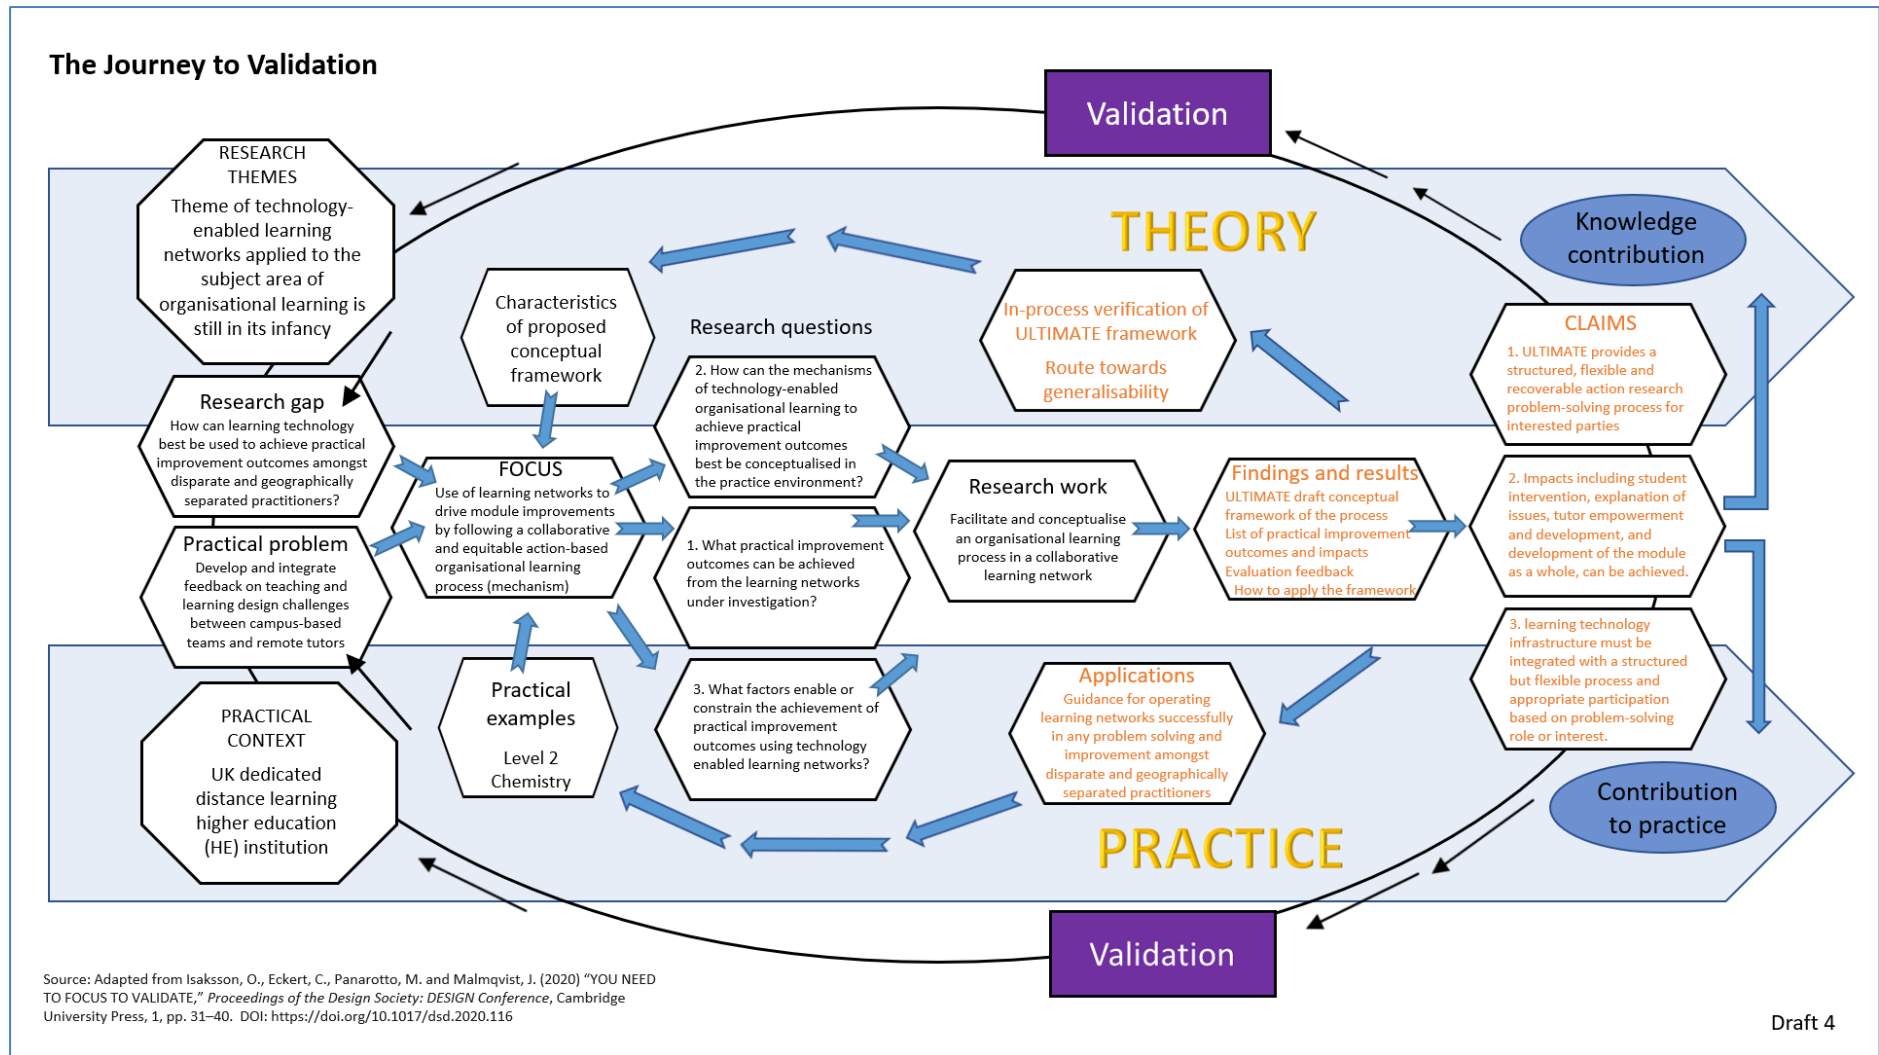 The Journey to Validation
Validation
RESEARCH
THEMES
Theme of technology-
enabled learning
networks applied to the
subject area of
organisational learning is
still in its infancy
THEORY
Knowledge
contribution
Characteristics
of proposed
conceptual
framework
Research questions
In-process verification of
ULTIMATE framework
Route towards
generalisability
CLAIMS
1. ULTIMATE provides a
structured, flexible and
recoverable action research
problem-solving process for
interested parties
Research gap
How can learning technology
best be used to achieve practical
improvement outcomes amongst
disparate and geographically
separated practitioners?
2. How can the mechanisms
of technology-enabled
organisational learning to
achieve practical
improvement outcomes
best be conceptualised in
the practice environment?
FOCUS
Use of learning networks to
drive module improvements
by following a collaborative
and equitable action-based
organisational learning
process (mechanism)
Research work
Facilitate and conceptualise
an organisational learning
process in a collaborative
learning network
Findings and results
ULTIMATE draft conceptual
framework of the process
List of practical improvement
outcomes and impacts
Evaluation feedback
How to apply the framework
2. Impacts including student
intervention, explanation of
issues, tutor empowerment
and development, and
development of the module
as a whole, can be achieved.
Practical problem
Develop and integrate
feedback on teaching and
learning design challenges
between campus-based
teams and remote tutors
1. What practical improvement
outcomes can be achieved
from the learning networks
under investigation?
3. learning technology
infrastructure must be
integrated with a structured
but flexible process and
appropriate participation
based on problem-solving
role or interest.
Practical
examples
Level 2
Chemistry
3. What factors enable or
constrain the achievement of
practical improvement
outcomes using technology
enabled learning networks?
Applications
Guidance for operating
learning networks successfully
in any problem solving and
improvement amongst
disparate and geographically
separated practitioners
PRACTICAL
CONTEXT
UK dedicated
distance learning
higher education
(HE) institution
PRACTICE
Contribution
to practice
Validation
Source: Adapted from Isaksson, O., Eckert, C., Panarotto, M. and Malmqvist, J. (2020) “YOU NEED
TO FOCUS TO VALIDATE,” Proceedings of the Design Society: DESIGN Conference, Cambridge
University Press, 1, pp. 31–40. DOI: https://doi.org/10.1017/dsd.2020.116
Draft 4